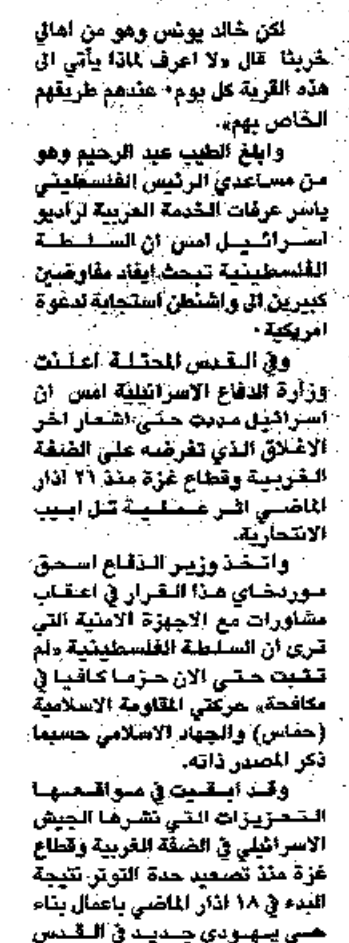 لكن خالد يونس وهو من اهالي
خربثا قال «لا اعرف لماذا يأتي الى
هذه القرية كل يوم. عندهم طريقهم
الخاص بهم».
وابلغ الطيب عبد الرحيم وهو
من مساعدي الرئيس الفلسطيني
ياسر عرفات الخدمة العربية لراديو
اسرائيل امس ان السلطة
الفلسطينية تبحث ايفاد مفاوضين
كبيرين الى واشنطن استجابة لدعوة
امريكية.
وفي القدس المحتلة اعلنت
وزارة الدفاع الاسرائيلية امس ان
اسرائيل مددت حتى اشعار اخر
الاغلاق الذي تفرضه على الضفة
الغربية وقطاع غزة منذ ٢١ آذار
الماضي اثر عملية تل ابيب
الانتحارية.
واتخذ وزير الدفاع اسحق
موردخاي هذا القرار في اعقاب
مشاورات مع الاجهزة الامنية التي
ترى أن السلطة الفلسطينية «لم
تثبت حتى الان حزما كافيا في
مكافحة» حركتي المقاومة الاسلامية
(حماس) والجهاد الاسلامي حسبما
ذكر المصدر ذاته.
وقد أبقيت في مواقعها
التعزيزات التي نشرها الجيش
الاسرائيلي في الضفة الغربية وقطاع
غزة منذ تصعيد حدة التوتر نتيجة
البدء في ١٨ اذار الماضي باعمال بناء
حي يهودي جديد في القدس